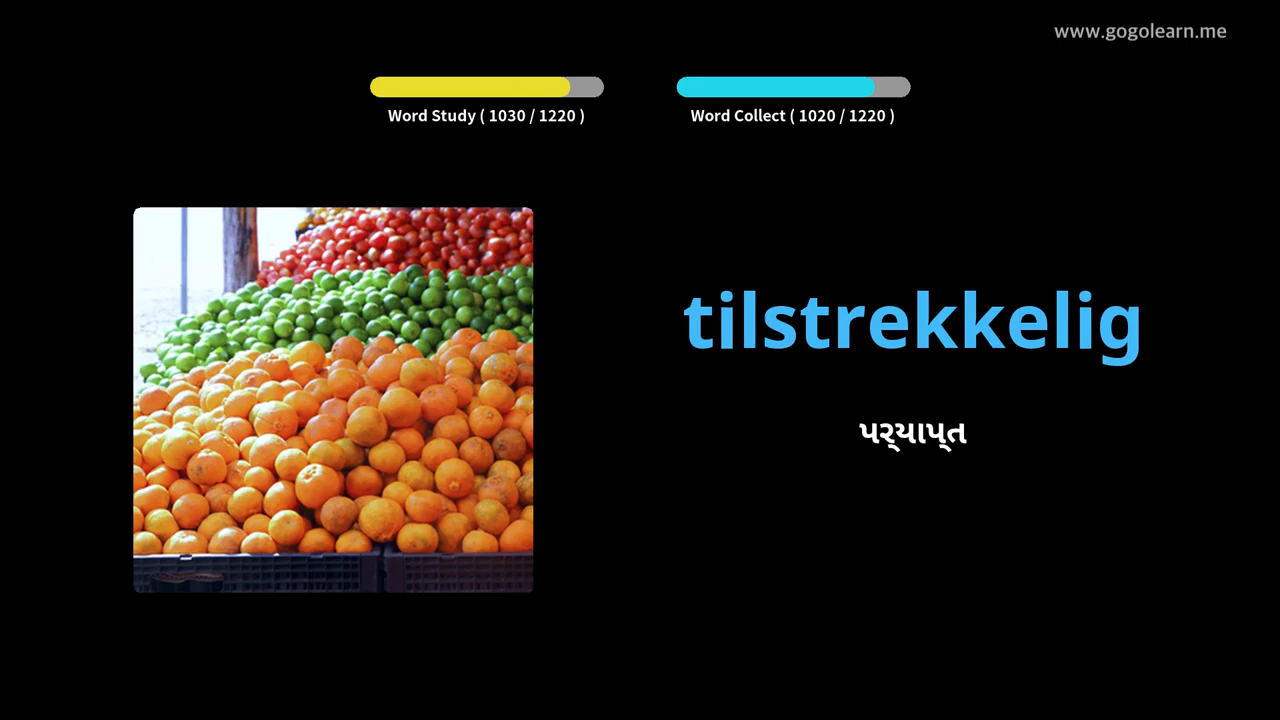 www.gogolearn.me
Word Study ( 1030 / 1220 )
Word Collect ( 1020 / 1220 )
tilstrekkelig
પર્યાપ્ત